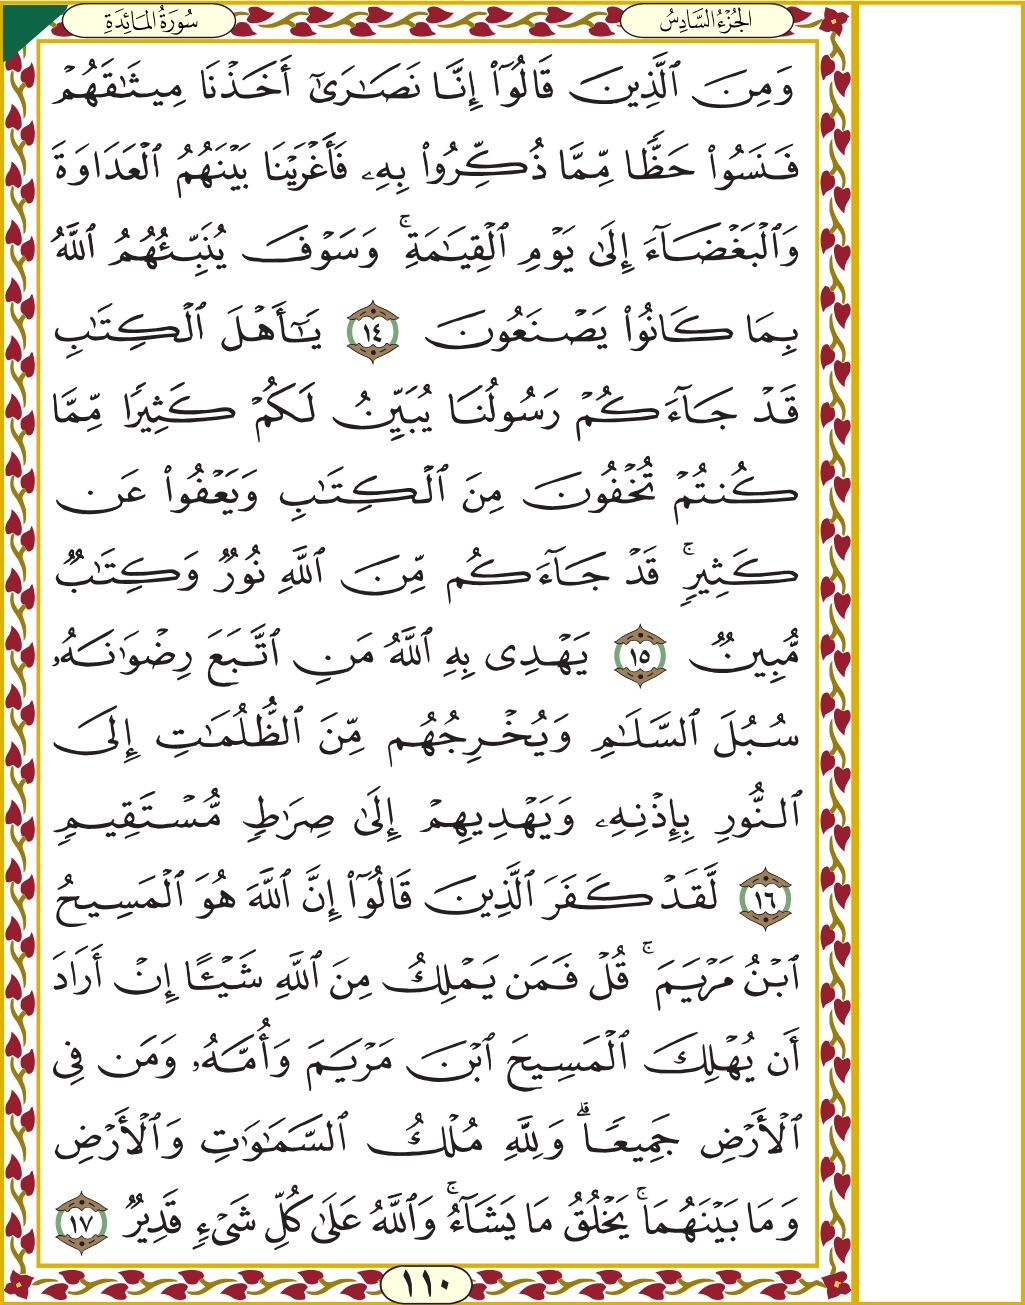 الجُزْءُ السَّادِسُ
سُورَةُ المَائِدَةِ
وَمِنَ ٱلَّذِينَ قَالُوٓا۟ إِنَّا نَصَٰرَىٰٓ أَخَذْنَا مِيثَٰقَهُمْ
فَنَسُوا۟ حَظًّا مِّمَّا ذُكِّرُوا۟ بِهِۦ فَأَغْرَيْنَا بَيْنَهُمُ ٱلْعَدَاوَةَ
وَٱلْبَغْضَآءَ إِلَىٰ يَوْمِ ٱلْقِيَٰمَةِ ۚ وَسَوْفَ يُنَبِّئُهُمُ ٱللَّهُ
بِمَا كَانُوا۟ يَصْنَعُونَ ١٤ يَٰٓأَهْلَ ٱلْكِتَٰبِ
قَدْ جَآءَكُمْ رَسُولُنَا يُبَيِّنُ لَكُمْ كَثِيرًا مِّمَّا
كُنتُمْ تُخْفُونَ مِنَ ٱلْكِتَٰبِ وَيَعْفُوا۟ عَن
كَثِيرٍ ۚ قَدْ جَآءَكُم مِّنَ ٱللَّهِ نُورٌ وَكِتَٰبٌ
مُّبِينٌ ١٥ يَهْدِى بِهِ ٱللَّهُ مَنِ ٱتَّبَعَ رِضْوَٰنَهُۥ
سُبُلَ ٱلسَّلَٰمِ وَيُخْرِجُهُم مِّنَ ٱلظُّلُمَٰتِ إِلَى
ٱلنُّورِ بِإِذْنِهِۦ وَيَهْدِيهِمْ إِلَىٰ صِرَٰطٍ مُّسْتَقِيمٍ
١٦ لَّقَدْ كَفَرَ ٱلَّذِينَ قَالُوٓا۟ إِنَّ ٱللَّهَ هُوَ ٱلْمَسِيحُ
ٱبْنُ مَرْيَمَ ۚ قُلْ فَمَن يَمْلِكُ مِنَ ٱللَّهِ شَيْـًٔا إِنْ أَرَادَ
أَن يُهْلِكَ ٱلْمَسِيحَ ٱبْنَ مَرْيَمَ وَأُمَّهُۥ وَمَن فِى
ٱلْأَرْضِ جَمِيعًا ۗ وَلِلَّهِ مُلْكُ ٱلسَّمَٰوَٰتِ وَٱلْأَرْضِ
وَمَا بَيْنَهُمَا ۚ يَخْلُقُ مَا يَشَآءُ ۚ وَٱللَّهُ عَلَىٰ كُلِّ شَىْءٍ قَدِيرٌ ١٧
١١٠